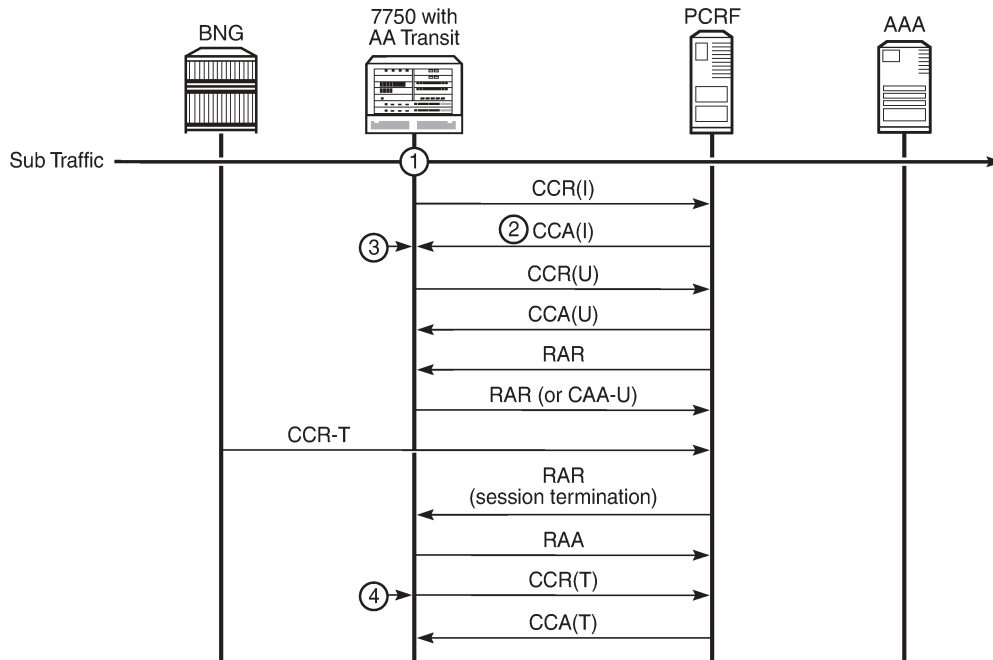 BNG
7750 with
AA Transit
PCRF
AAA
Sub Traffic
1
CCR(I)
2 CCA(I)
3
CCR(U)
CCA(U)
RAR
RAR (or CAA-U)
CCR-T
RAR
(session termination)
RAA
4
CCR(T)
CCA(T)